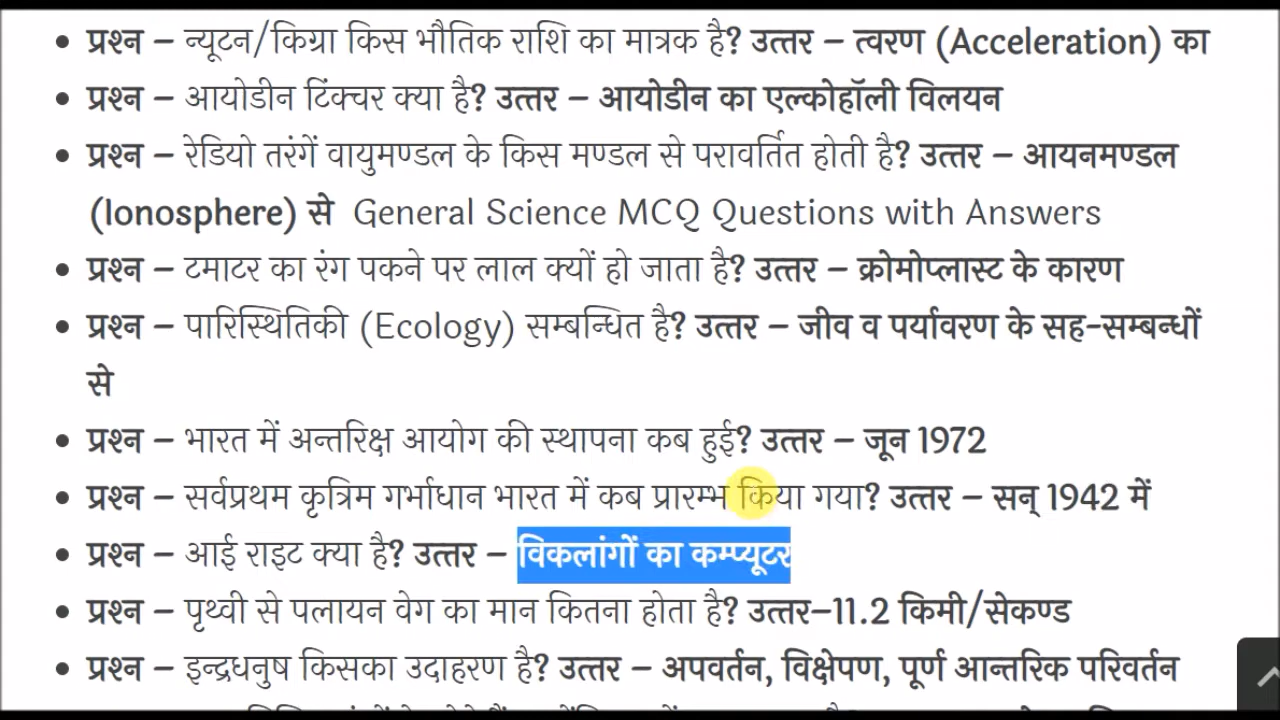 • प्रश्न – न्यूटन/किग्रा किस भौतिक राशि का मात्रक है? उत्तर – त्वरण (Acceleration) का
• प्रश्न – आयोडीन टिंक्चर क्या है? उत्तर – आयोडीन का एल्कोहॉली विलयन
• प्रश्न – रेडियो तरंगें वायुमण्डल के किस मण्डल से परावर्तित होती है? उत्तर – आयनमण्डल
(Ionosphere) से General Science MCQ Questions with Answers
• प्रश्न – टमाटर का रंग पकने पर लाल क्यों हो जाता है? उत्तर – क्रोमोप्लास्ट के कारण
• प्रश्न – पारिस्थितिकी (Ecology) सम्बन्धित है? उत्तर – जीव व पर्यावरण के सह-सम्बन्धों
से
• प्रश्न – भारत में अन्तरिक्ष आयोग की स्थापना कब हुई? उत्तर – जून 1972
• प्रश्न – सर्वप्रथम कृत्रिम गर्भाधान भारत में कब प्रारम्भ किया गया? उत्तर – सन् 1942 में
• प्रश्न – आई राइट क्या है? उत्तर – विकलांगों का कम्प्यूटर
• प्रश्न – पृथ्वी से पलायन वेग का मान कितना होता है? उत्तर–11.2 किमी/सेकण्ड
• प्रश्न – इन्द्रधनुष किसका उदाहरण है? उत्तर – अपवर्तन, विक्षेपण, पूर्ण आन्तरिक परिवर्तन